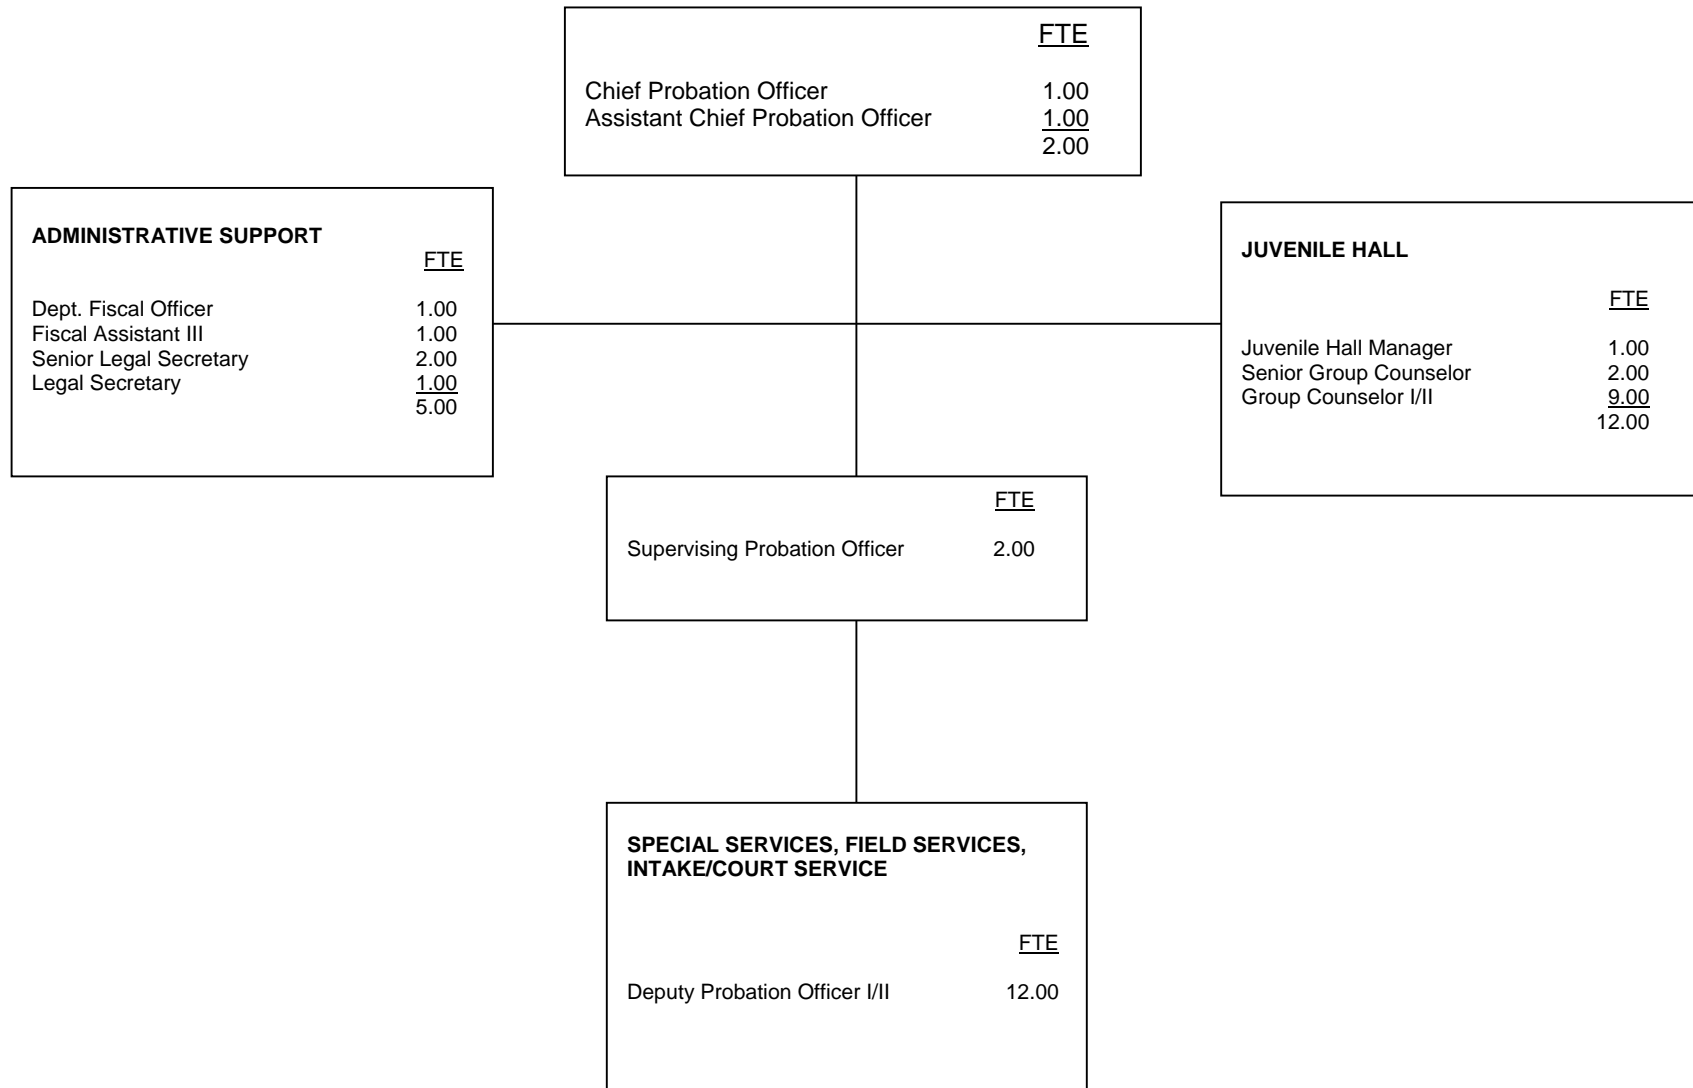 FTE
Chief Probation Officer 1.00
Assistant Chief Probation Officer 1.00
2.00
ADMINISTRATIVE SUPPORT
FTE
Dept. Fiscal Officer 1.00
Fiscal Assistant III 1.00
Senior Legal Secretary 2.00
Legal Secretary 1.00
5.00
JUVENILE HALL
FTE
Juvenile Hall Manager 1.00
Senior Group Counselor 2.00
Group Counselor I/II 9.00
12.00
FTE
Supervising Probation Officer 2.00
SPECIAL SERVICES, FIELD SERVICES,
INTAKE/COURT SERVICE
FTE
Deputy Probation Officer I/II 12.00